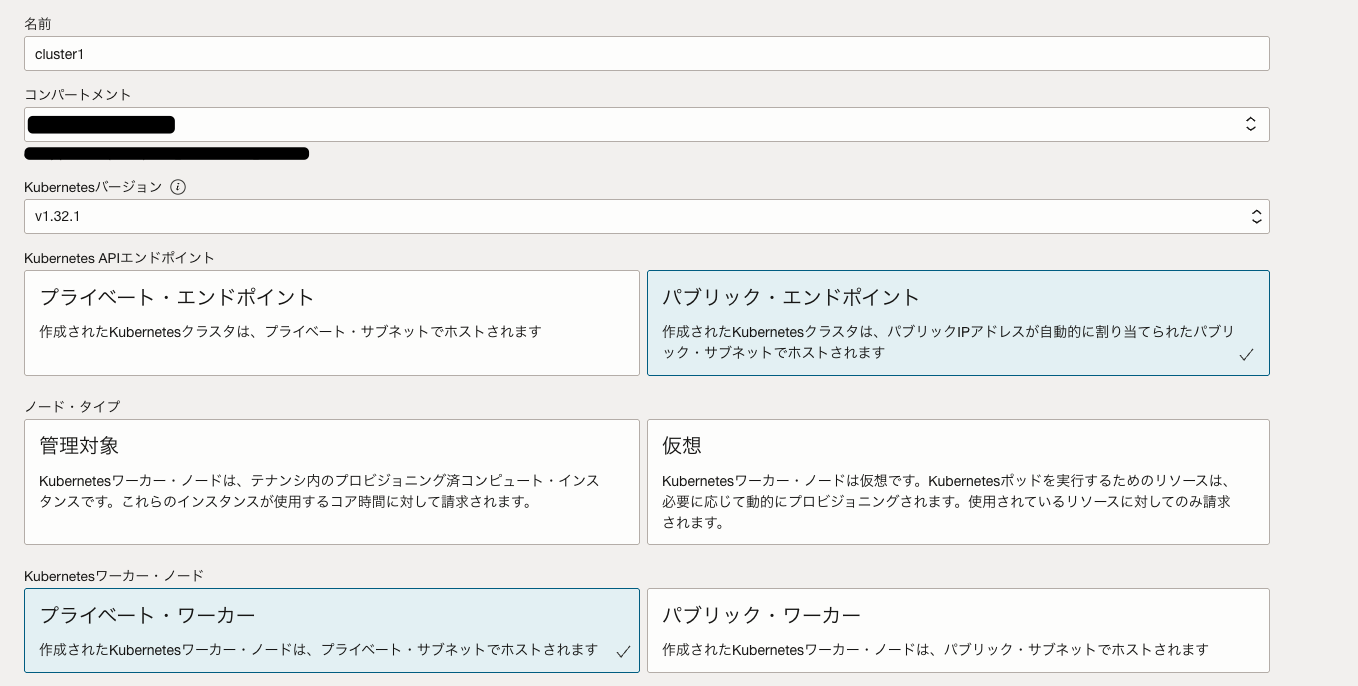 名前
cluster1
コンパートメント
Kubernetesバージョン
v1.32.1
Kubernetes APIエンドポイント
プライベート・エンドポイント
作成されたKubernetesクラスタは、プライベート・サブネットでホストされます
パブリック・エンドポイント
作成されたKubernetesクラスタは、パブリックIPアドレスが自動的に割り当てられたパブリ
ック・サブネットでホストされます
ノード・タイプ
管理対象
Kubernetesワーカー・ノードは、テナンシ内のプロビジョニング済コンピュート・インス
タンスです。これらのインスタンスが使用するコア時間に対して請求されます。
仮想
Kubernetesワーカー・ノードは仮想です。Kubernetesポッドを実行するためのリソースは、
必要に応じて動的にプロビジョニングされます。使用されているリソースに対してのみ請求
されます。
Kubernetesワーカー・ノード
プライベート・ワーカー
作成されたKubernetesワーカー・ノードは、プライベート・サブネットでホストされます
パブリック・ワーカー
作成されたKubernetesワーカー・ノードは、パブリック・サブネットでホストされます